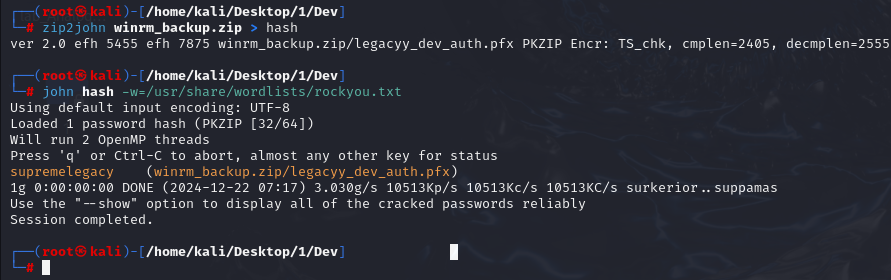 ┌──(root㉿kali)-[/home/kali/Desktop/1/Dev]
└─# zip2john winrm_backup.zip > hash
ver 2.0 efh 5455 efh 7875 winrm_backup.zip/legacyy_dev_auth.pfx PKZIP Encr: TS_chk, cmplen=2405, decmplen=2555
┌──(root㉿kali)-[/home/kali/Desktop/1/Dev]
└─# john hash -w=/usr/share/wordlists/rockyou.txt
Using default input encoding: UTF-8
Loaded 1 password hash (PKZIP [32/64])
Will run 2 OpenMP threads
Press 'q' or Ctrl-C to abort, almost any other key for status
supremelegacy    (winrm_backup.zip/legacyy_dev_auth.pfx)
1g 0:00:00:00 DONE (2024-12-22 07:17) 3.030g/s 10513Kp/s 10513Kc/s 10513KC/s surkerior..suppamas
Use the "--show" option to display all of the cracked passwords reliably
Session completed.
┌──(root㉿kali)-[/home/kali/Desktop/1/Dev]
└─#